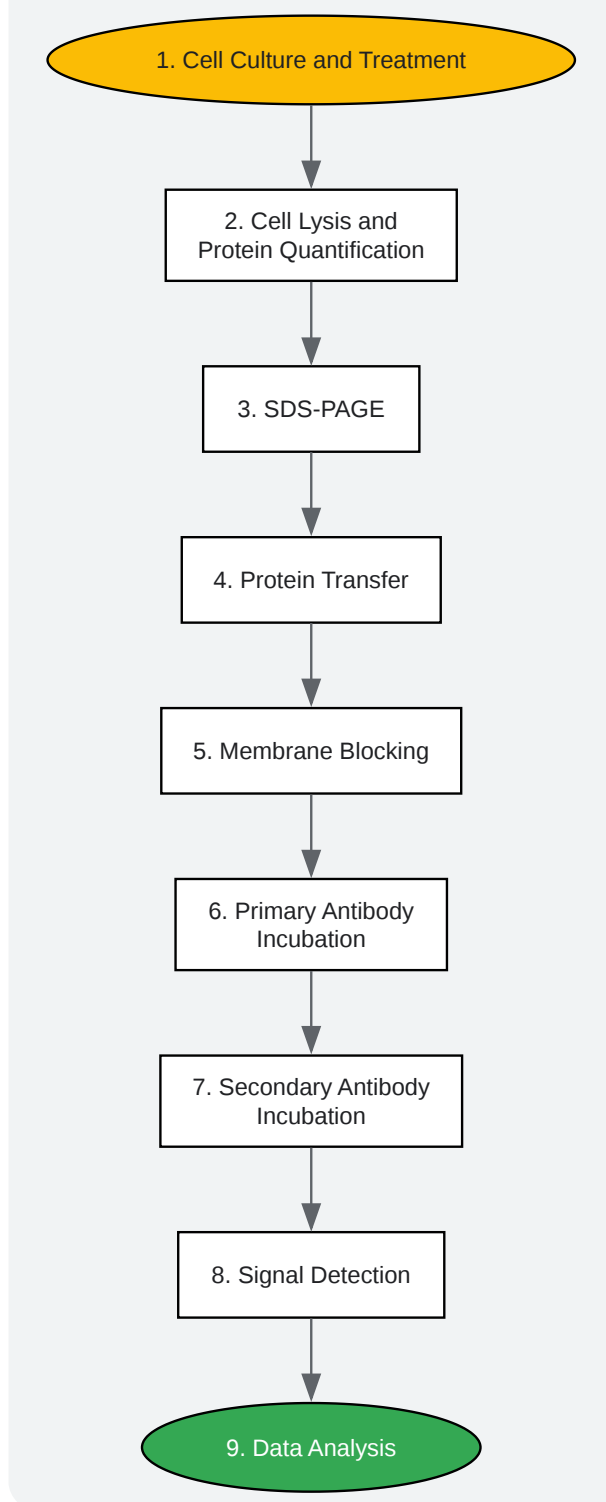 1. Cell Culture and Treatment
2. Cell Lysis and
Protein Quantification
3. SDS-PAGE
4. Protein Transfer
5. Membrane Blocking
6. Primary Antibody
Incubation
7. Secondary Antibody
Incubation
8. Signal Detection
9. Data Analysis